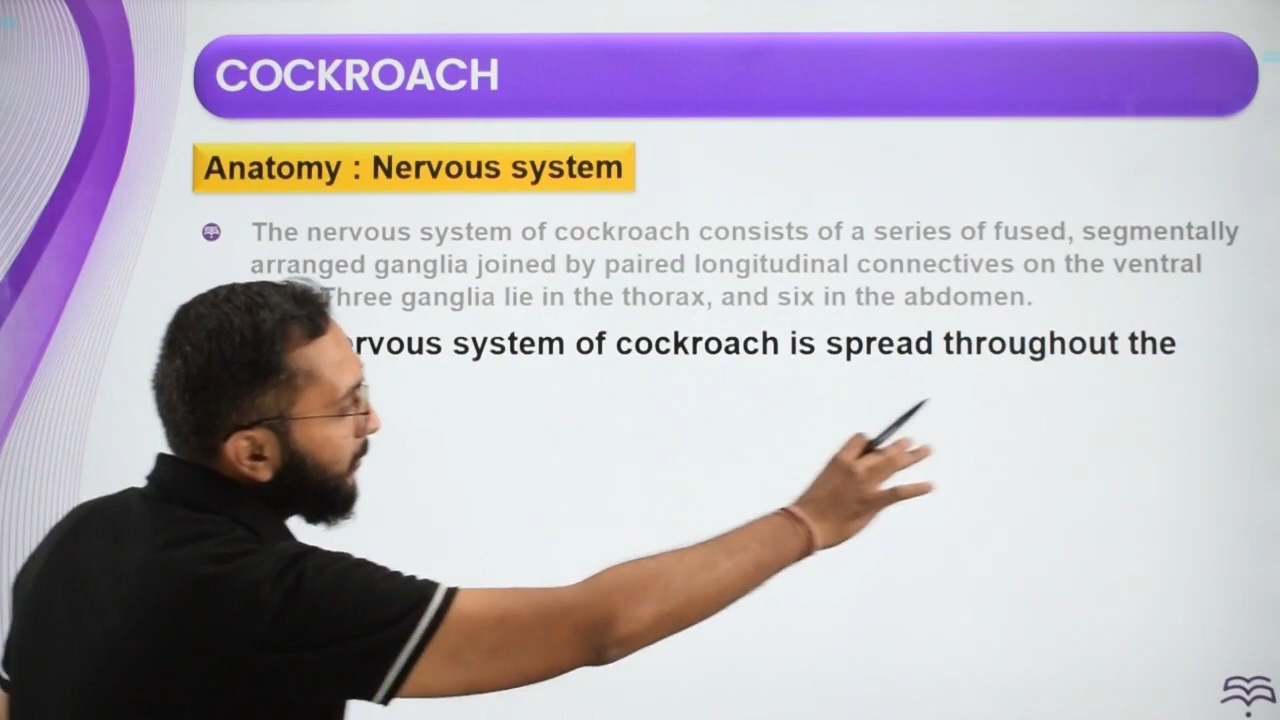 COCKROACH
Anatomy : Nervous system
The nervous system of cockroach consists of a series of fused, segmentally
arranged ganglia joined by paired longitudinal connectives on the ventral
Three ganglia lie in the thorax, and six in the abdomen.
system of cockroach is spread throughout the